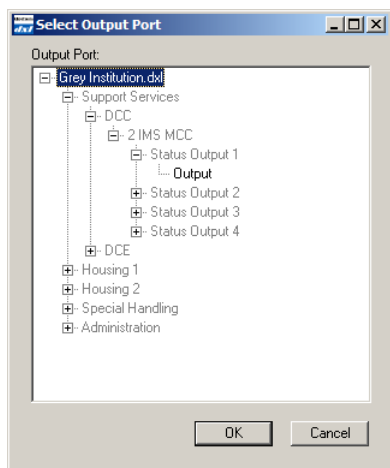 Select Output Port
Output Port:
Grey Institution.dxl
Support Services
DCC
2 IMS MCC
Status Output 1
Output
Status Output 2
Status Output 3
Status Output 4
DCE
Housing 1
Housing 2
Special Handling
Administration
OK
Cancel